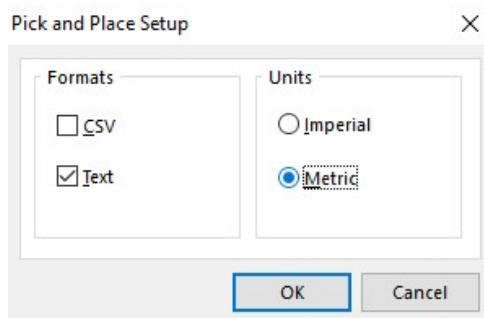 Pick and Place Setup
Formats
Units
CSV
Imperial
Text
Metric
OK
Cancel